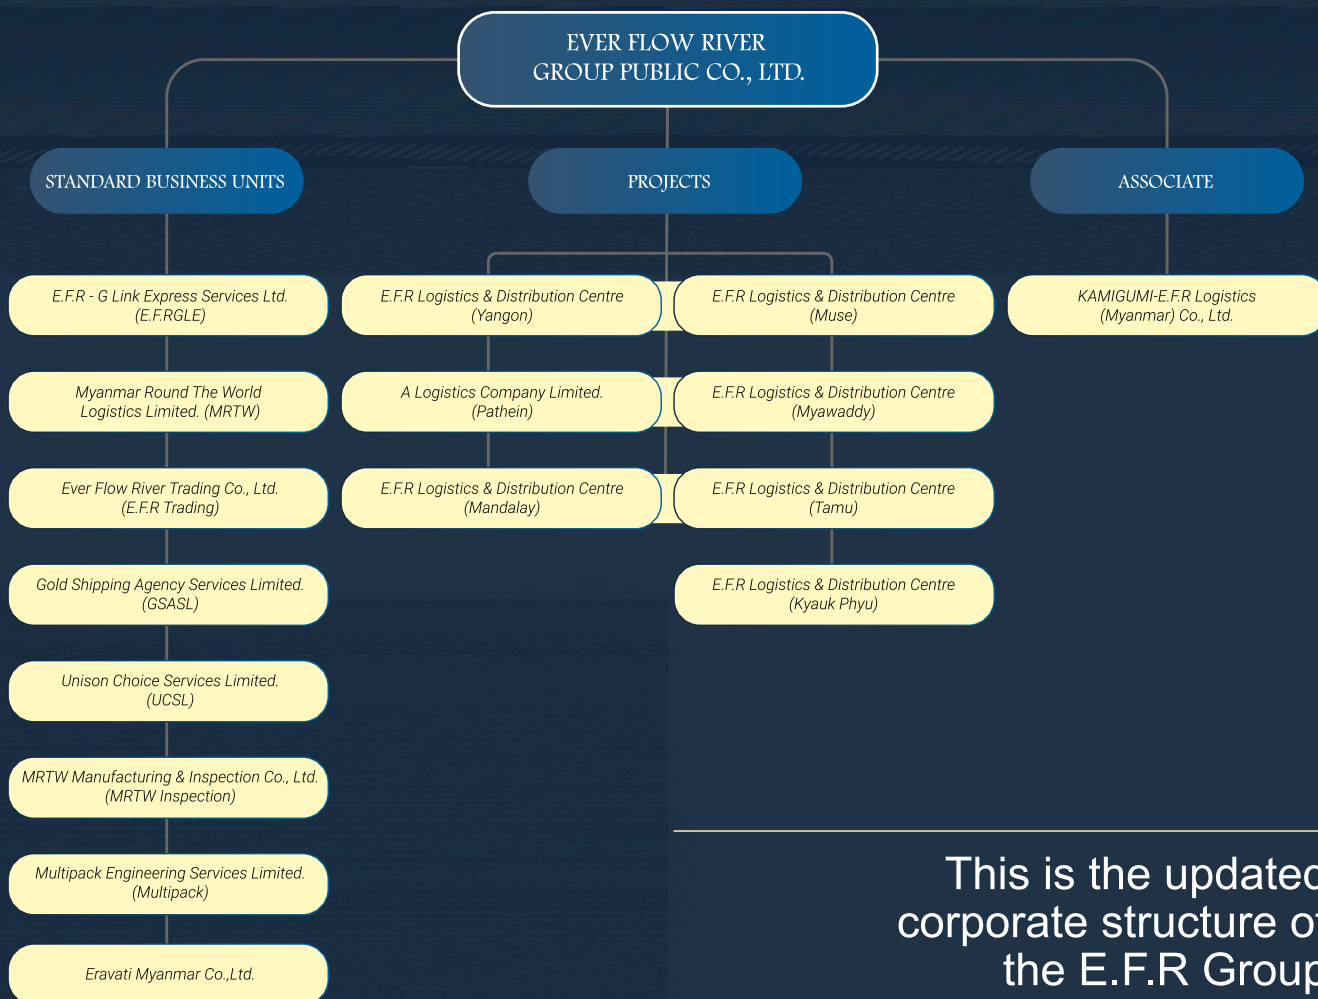 EVER FLOW RIVER
GROUP PUBLIC CO., LTD.
STANDARD BUSINESS UNITS
PROJECTS
ASSOCIATE
E.F.R - G Link Express Services Ltd.
(E.F.RGLE)
Myanmar Round The World
Logistics Limited. (MRTW)
Ever Flow River Trading Co., Ltd.
(E.F.R Trading)
Gold Shipping Agency Services Limited.
(GSASL)
Unison Choice Services Limited.
(UCSL)
MRTW Manufacturing & Inspection Co., Ltd.
(MRTW Inspection)
Multipack Engineering Services Limited.
(Multipack)
Eravati Myanmar Co.,Ltd.
E.F.R Logistics & Distribution Centre
(Yangon)
A Logistics Company Limited.
(Pathein)
E.F.R Logistics & Distribution Centre
(Mandalay)
E.F.R Logistics & Distribution Centre
(Muse)
E.F.R Logistics & Distribution Centre
(Myawaddy)
E.F.R Logistics & Distribution Centre
(Tamu)
E.F.R Logistics & Distribution Centre
(Kyauk Phyu)
KAMIGUMI-E.F.R Logistics
(Myanmar) Co., Ltd.
This is the updated
corporate structure of
the E.F.R Group